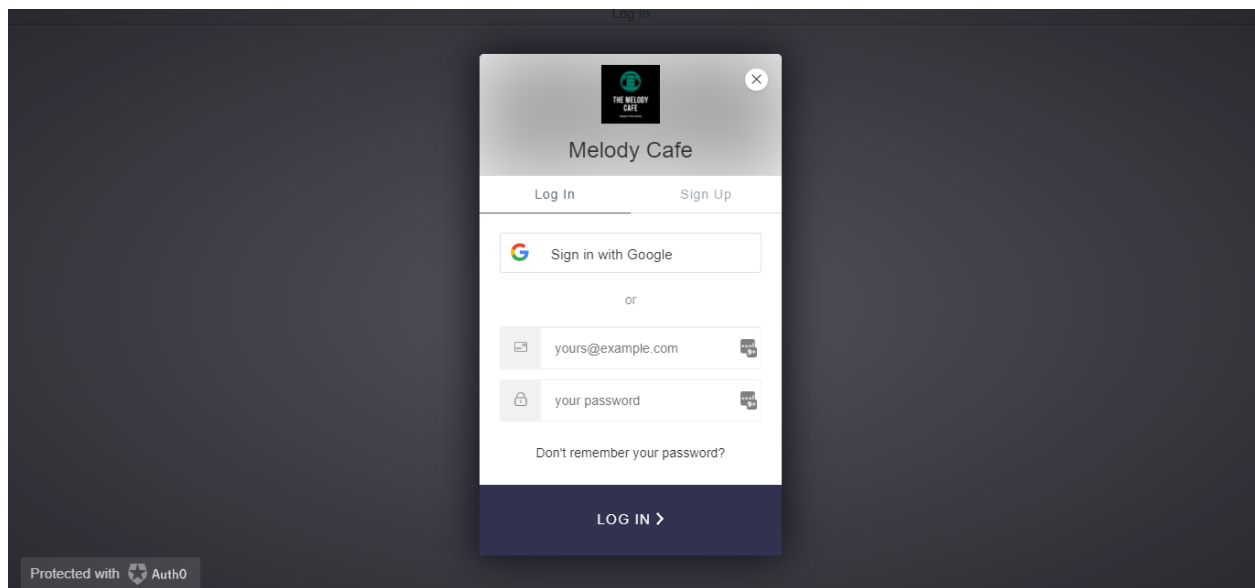 Log In
THE MELODY
CAFE
Melody Cafe
Log In Sign Up
Sign in with Google
or
yours@example.com
your password
Don't remember your password?
LOG IN
Protected with Auth0